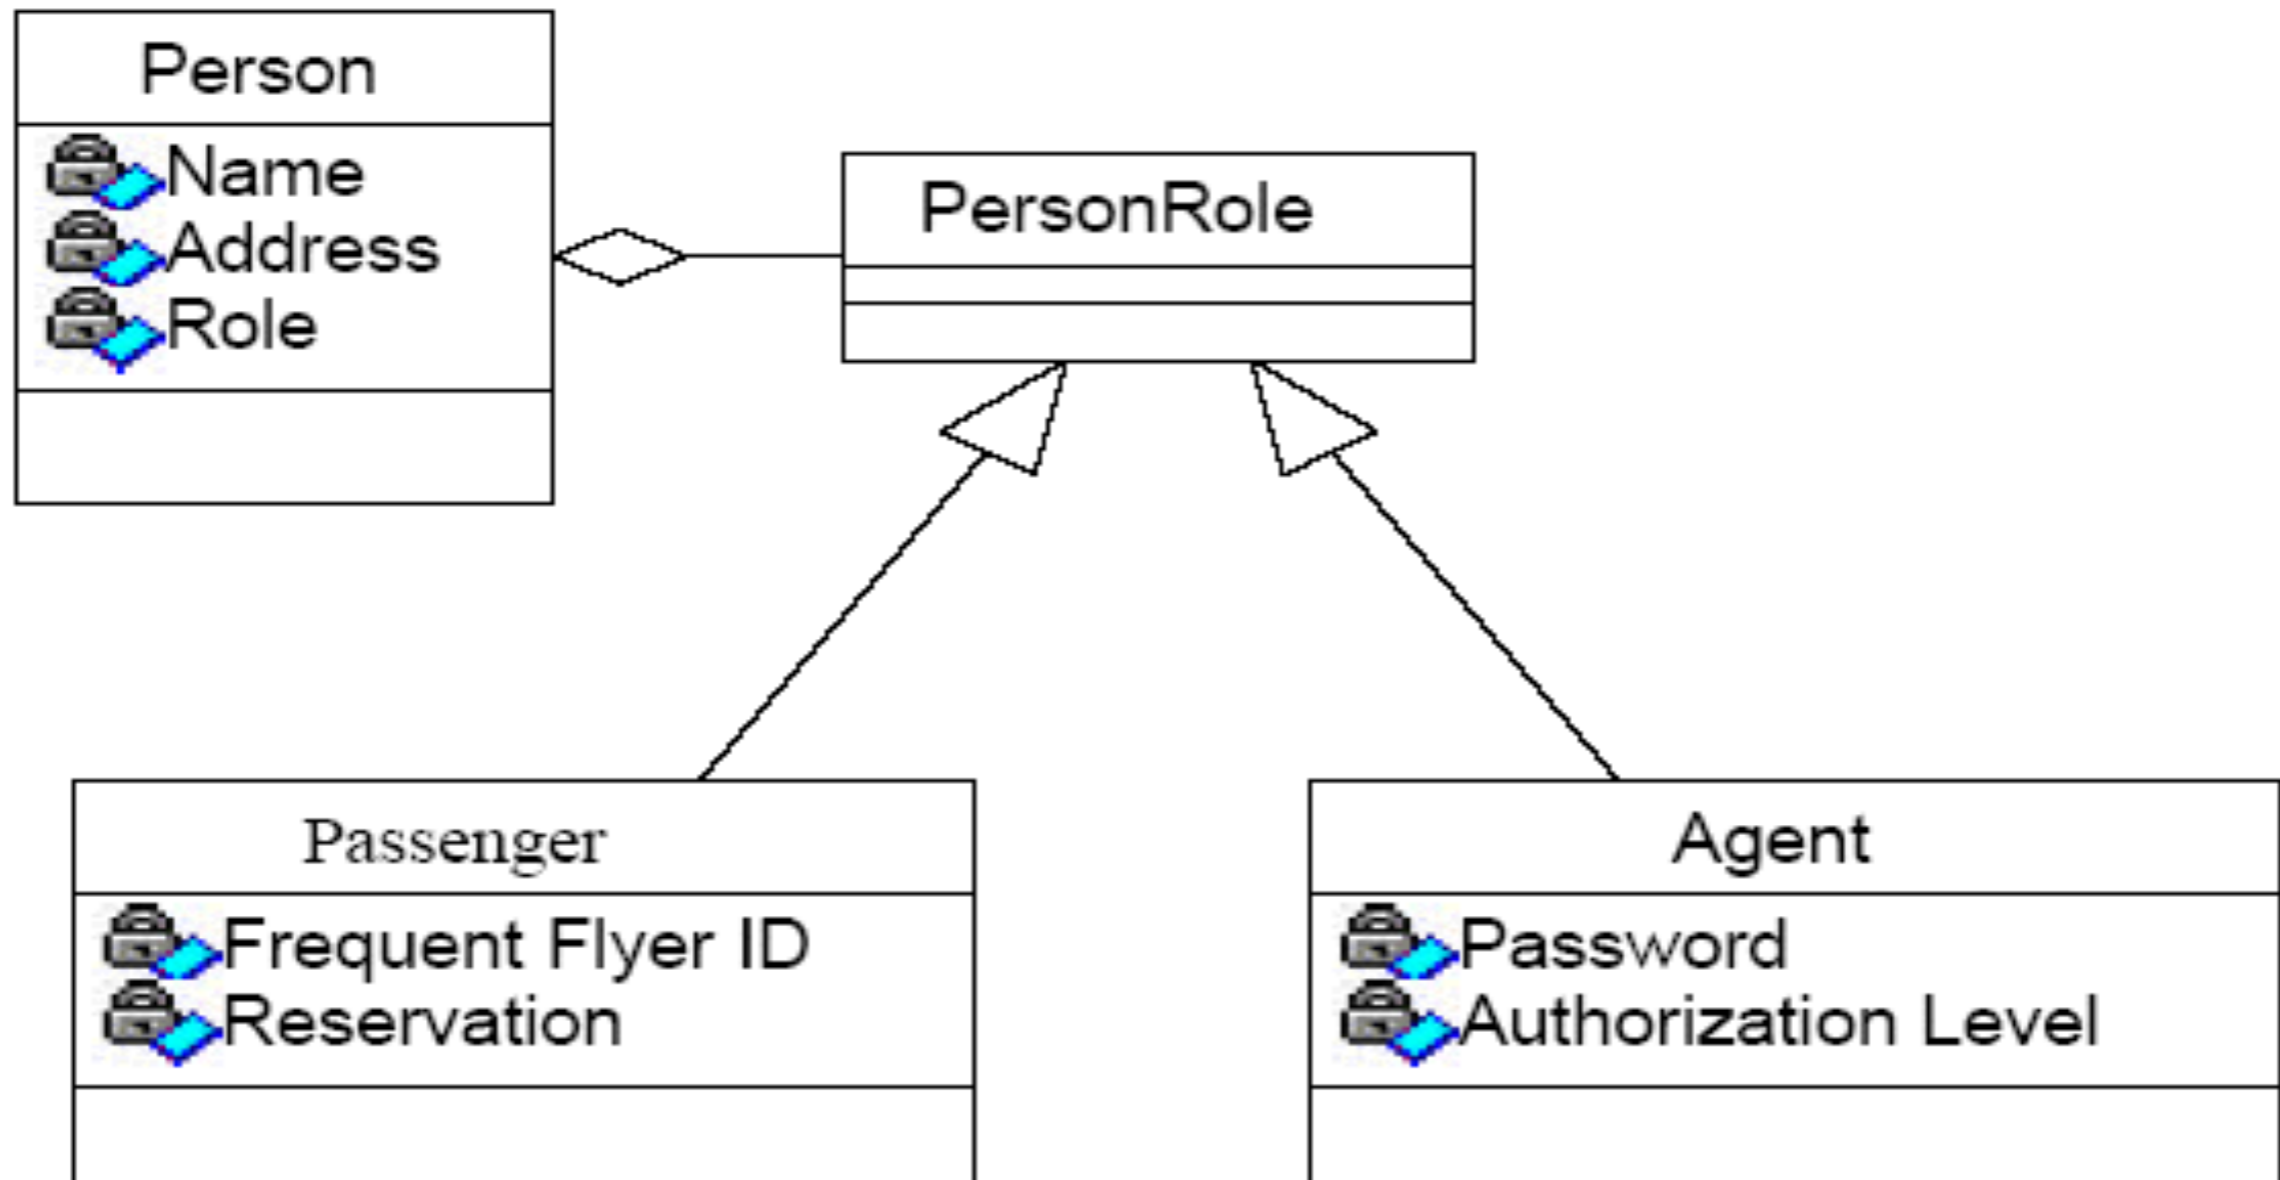 Person
Name
Address
Role
PersonRole
Passenger
Frequent Flyer ID
Reservation
Agent
Password
Authorization Level